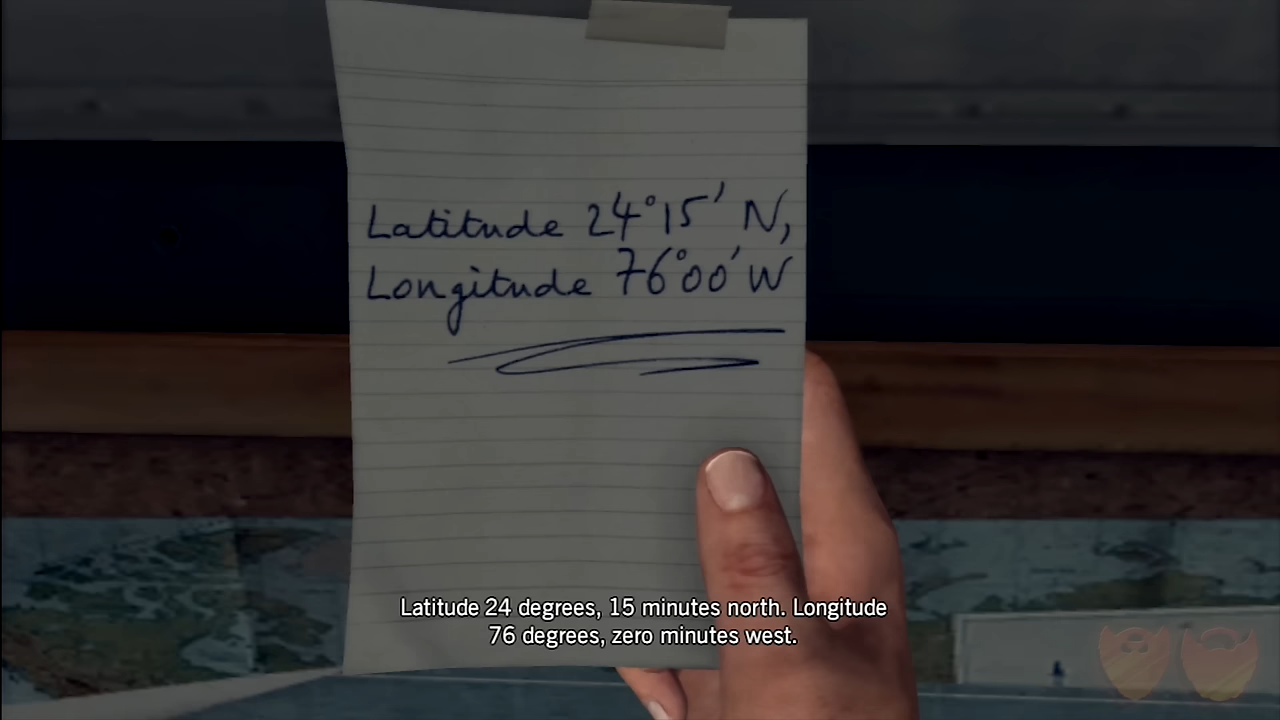 Latitude 24°15' N,
Longitude 76°00' W
Latitude 24 degrees, 15 minutes north. Longitude
76 degrees, zero minutes west.